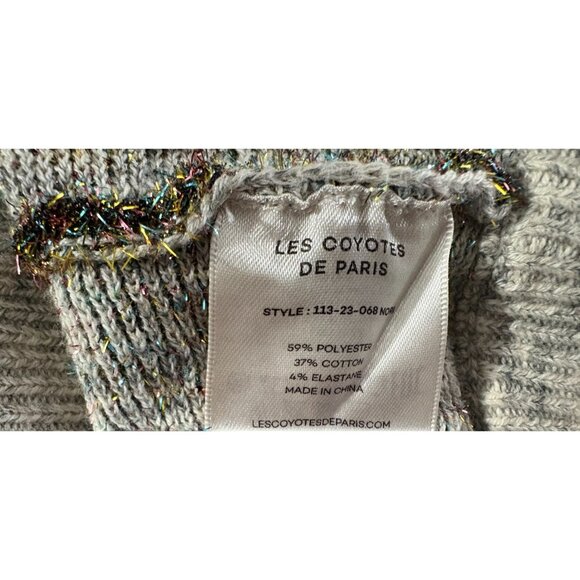 LES COYOTES
DE PARIS
STYLE : 113-23-068 NOR
59% POLYESTER
37% COTTON
4% ELASTANE
MADE IN CHINA
LESCOYOTESDEPARIS.COM